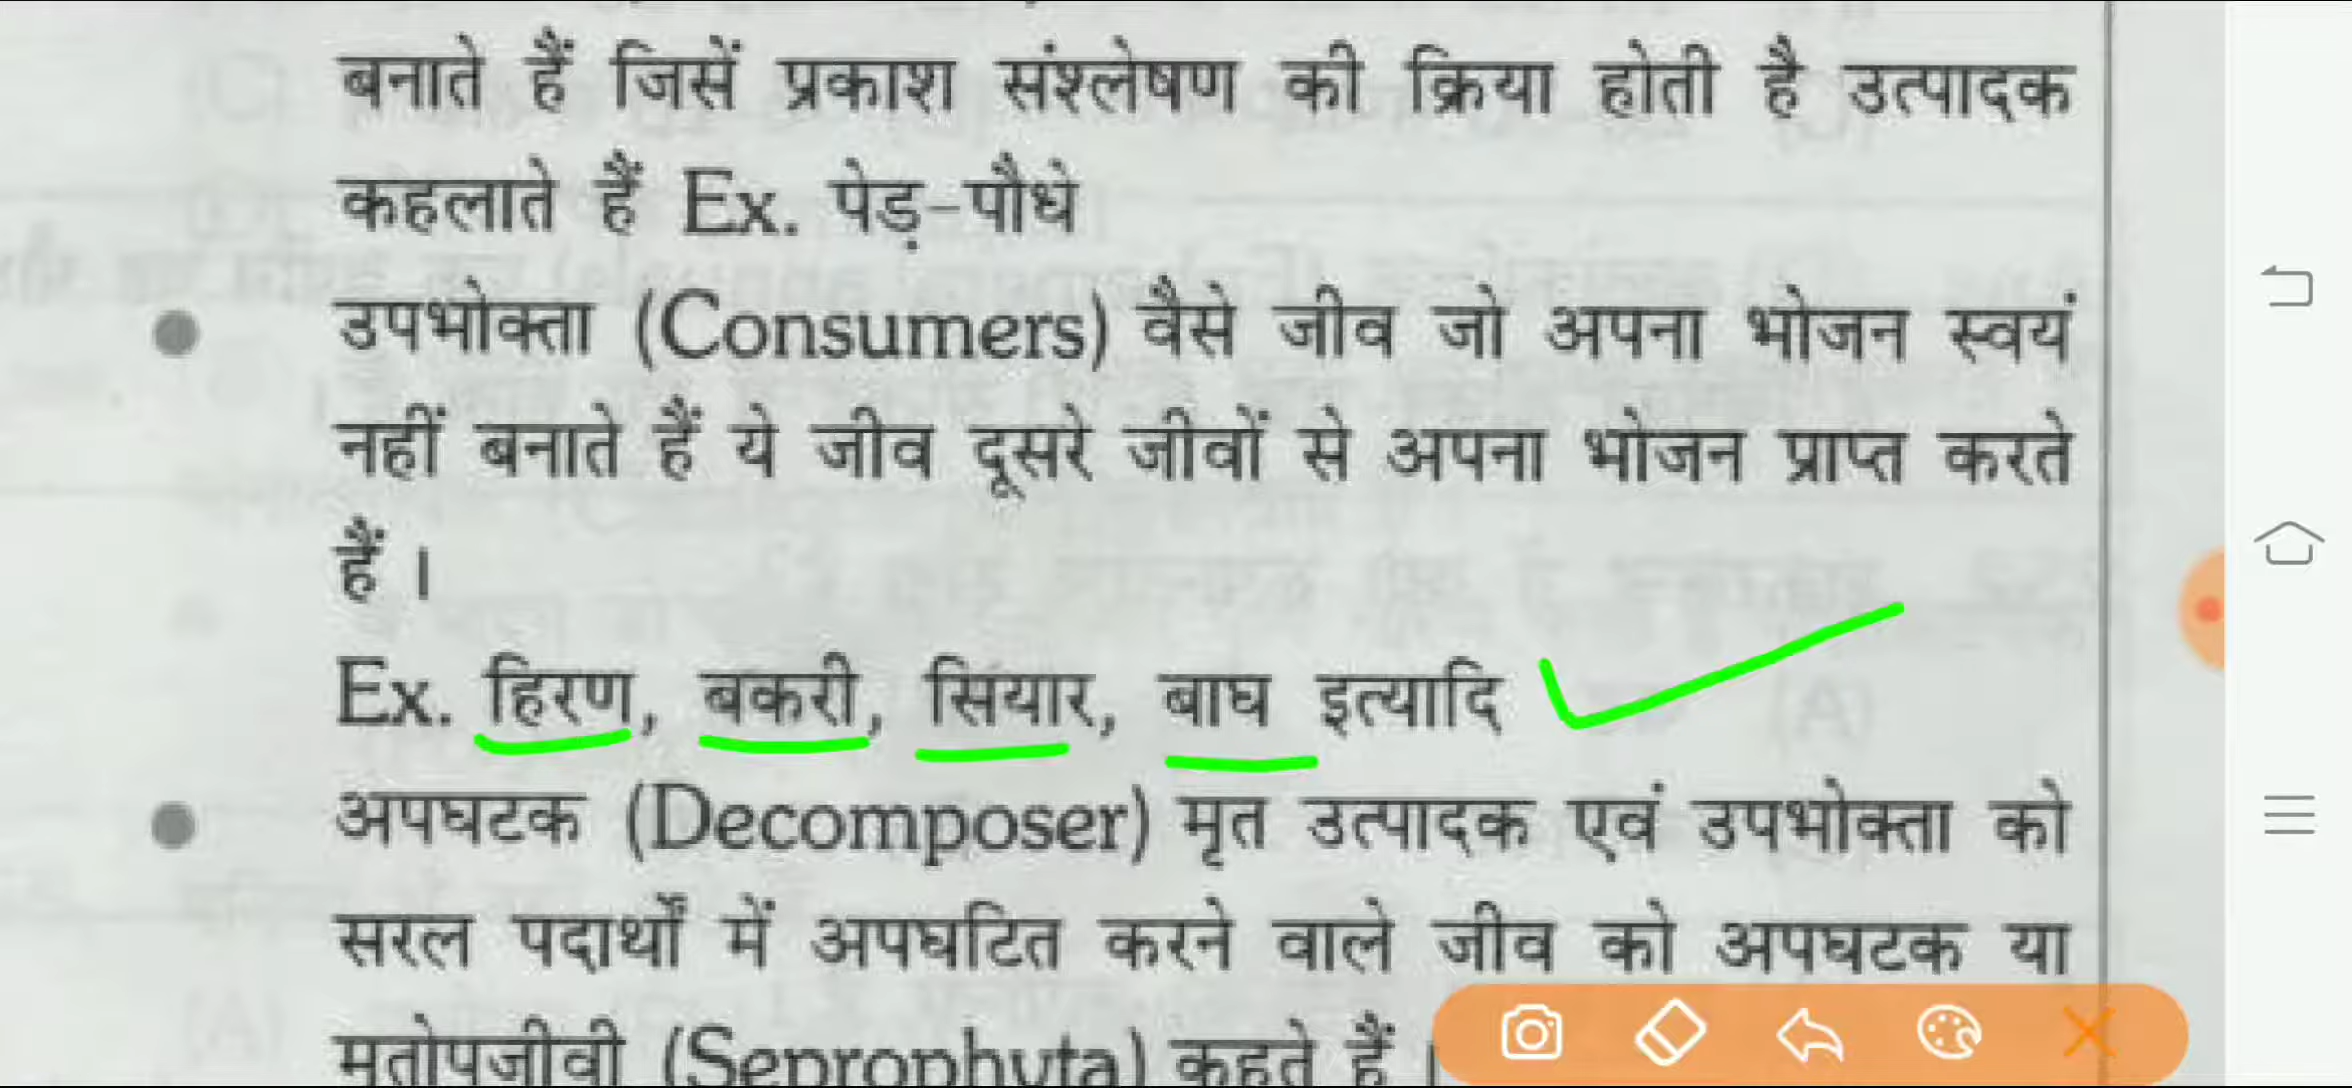 बनाते हैं जिसें प्रकाश संश्लेषण की क्रिया होती है उत्पादक
कहलाते हैं Ex. पेड़-पौधे
उपभोक्ता (Consumers) वैसे जीव जो अपना भोजन स्वयं
नहीं बनाते हैं ये जीव दूसरे जीवों से अपना भोजन प्राप्त करते
हैं ।
Ex. हिरण, बकरी, सियार, बाघ इत्यादि
अपघटक (Decomposer) मृत उत्पादक एवं उपभोक्ता को
सरल पदार्थों में अपघटित करने वाले जीव को अपघटक या
मृतोपजीवी (Seprophyta) कहते हैं ।